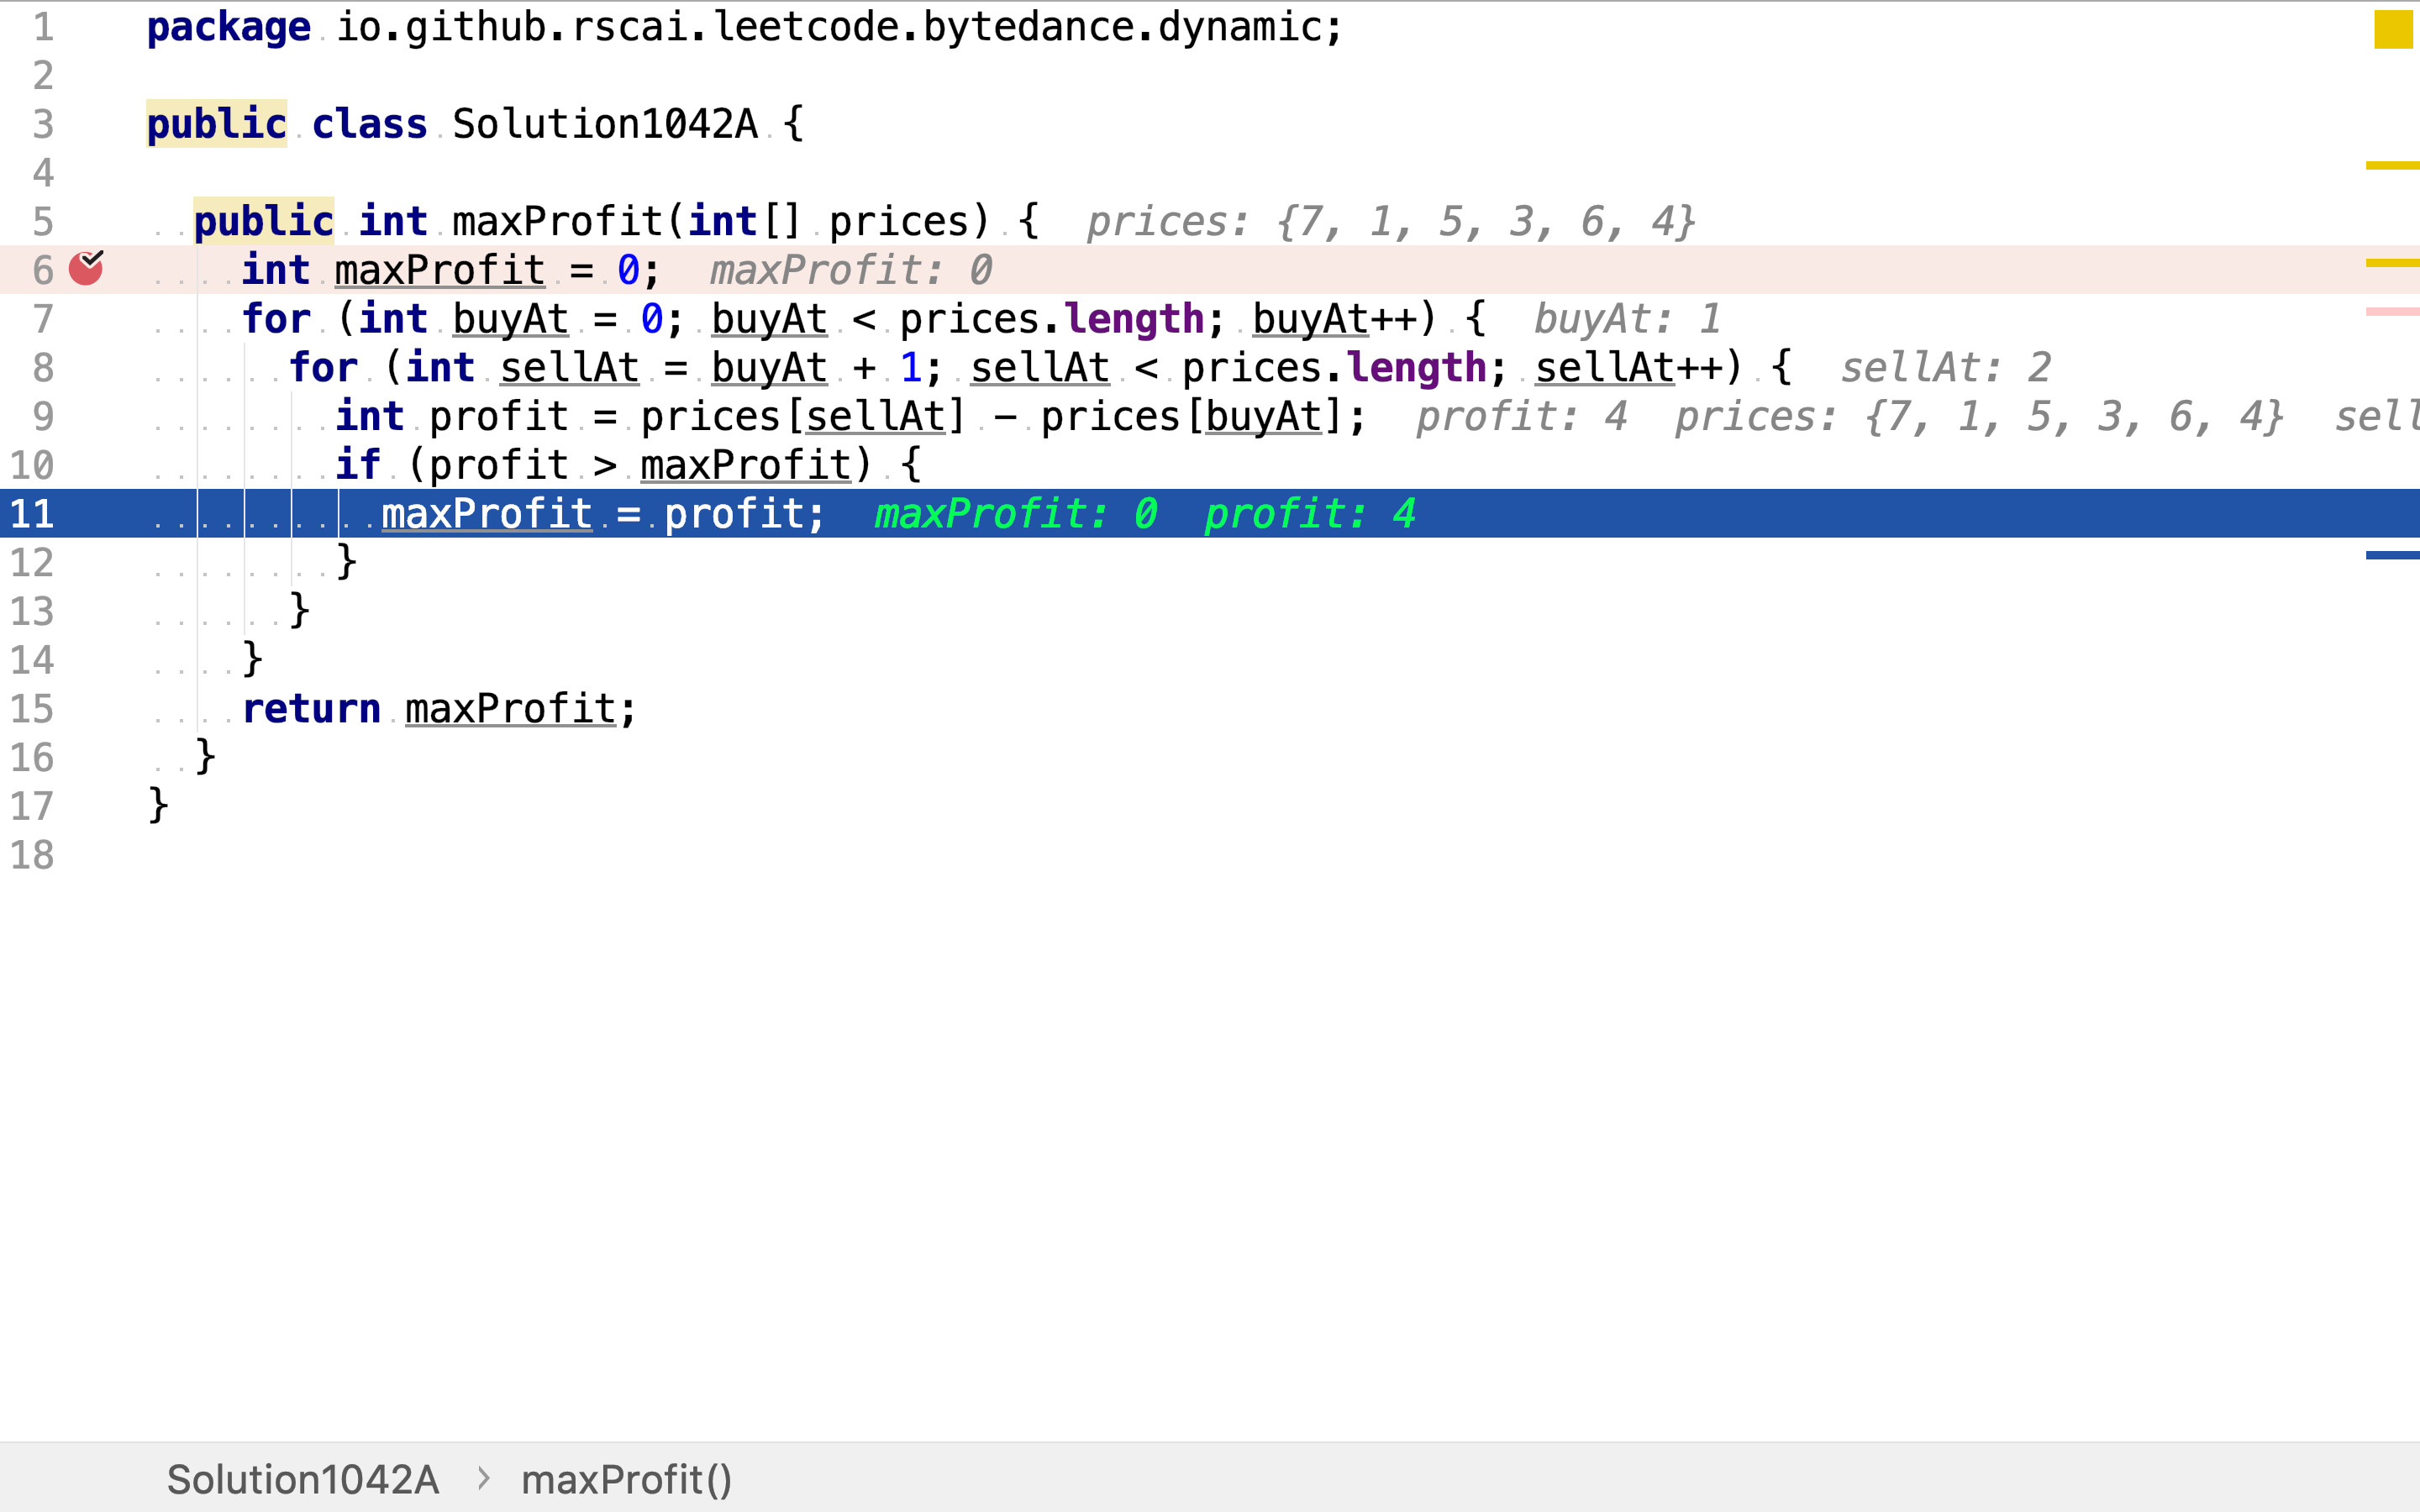 1 package io.github.rscai.leetcode.bytedance.dynamic;
2
3 public class Solution1042A {
4
5 public int maxProfit(int[] prices) { prices: {7, 1, 5, 3, 6, 4}
6 int maxProfit = 0; maxProfit: 0
7 for (int buyAt = 0; buyAt < prices.length; buyAt++) { buyAt: 1
8 for (int sellAt = buyAt + 1; sellAt < prices.length; sellAt++) { sellAt: 2
9 int profit = prices[sellAt] - prices[buyAt]; profit: 4 prices: {7, 1, 5, 3, 6, 4} sell
10 if (profit > maxProfit) {
11 maxProfit = profit; maxProfit: 0 profit: 4
12 }
13 }
14 }
15 return maxProfit;
16 }
17 }
18
Solution1042A > maxProfit()